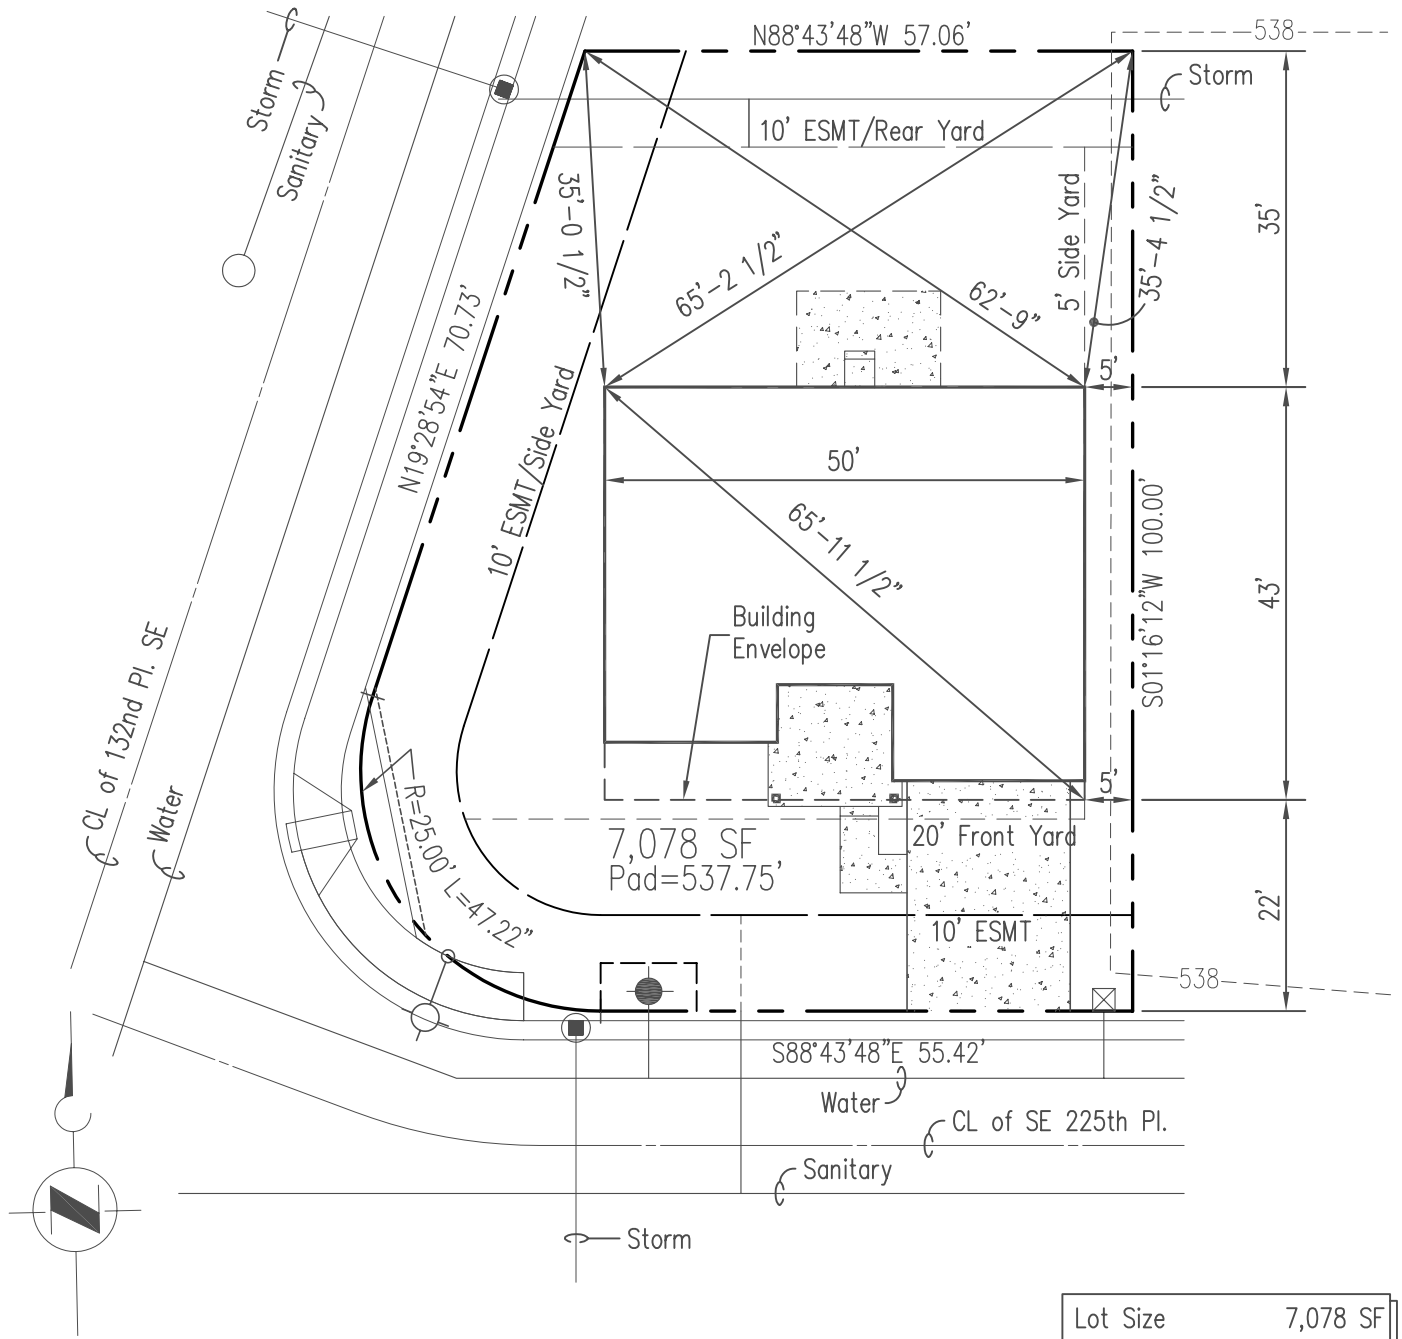 N88°43'48"W 57.06'
538
Storm
Sanitary
Storm
10' ESMT/Rear Yard
35'-0 1/2"
65'-2 1/2"
62'-9"
5' Side Yard
35'-4 1/2"
35'
N19°28'54"E 70.73'
10' ESMT/Side Yard
5'
50'
65'-11 1/2"
S01°16'12"W 100.00'
43'
Building
Envelope
CL of 132nd Pl. SE
Water
R=25.00' L=47.22"
5'
7,078 SF
Pad=537.75'
20' Front Yard
22'
10' ESMT
538
S88°43'48"E 55.42'
Water
CL of SE 225th Pl.
Sanitary
Storm
N
Lot Size 7,078 SF